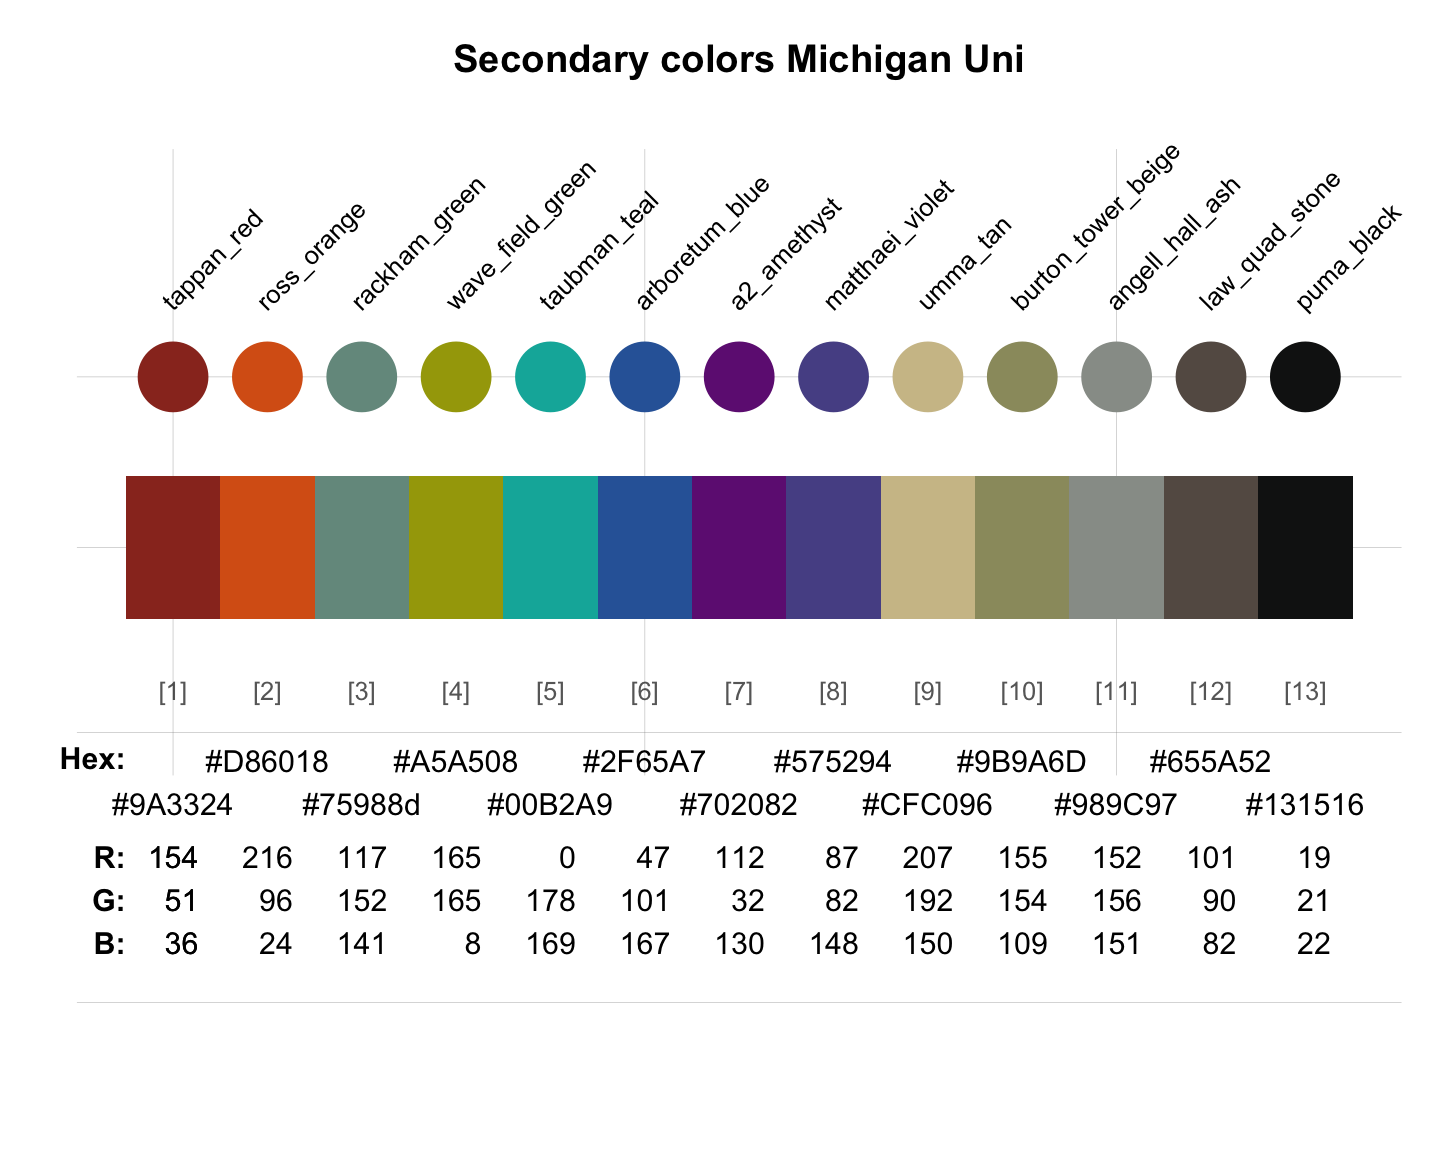 Secondary colors Michigan Uni
tappan_red
ross_orange
rackham_green
wave_field_green
taubman_teal
arboretum_blue
a2_amethyst
matthaei_violet
umma_tan
burton_tower_beige
angell_hall_ash
law_quad_stone
puma_black
[1] [2] [3] [4] [5] [6] [7] [8] [9] [10] [11] [12] [13]
Hex: #D86018 #A5A508 #2F65A7 #575294 #9B9A6D #655A52
#9A3324 #75988d #00B2A9 #702082 #CFC096 #989C97 #131516
R: 154 216 117 165 0 47 112 87 207 155 152 101 19
G: 51 96 152 165 178 101 32 82 192 154 156 90 21
B: 36 24 141 8 169 167 130 148 150 109 151 82 22